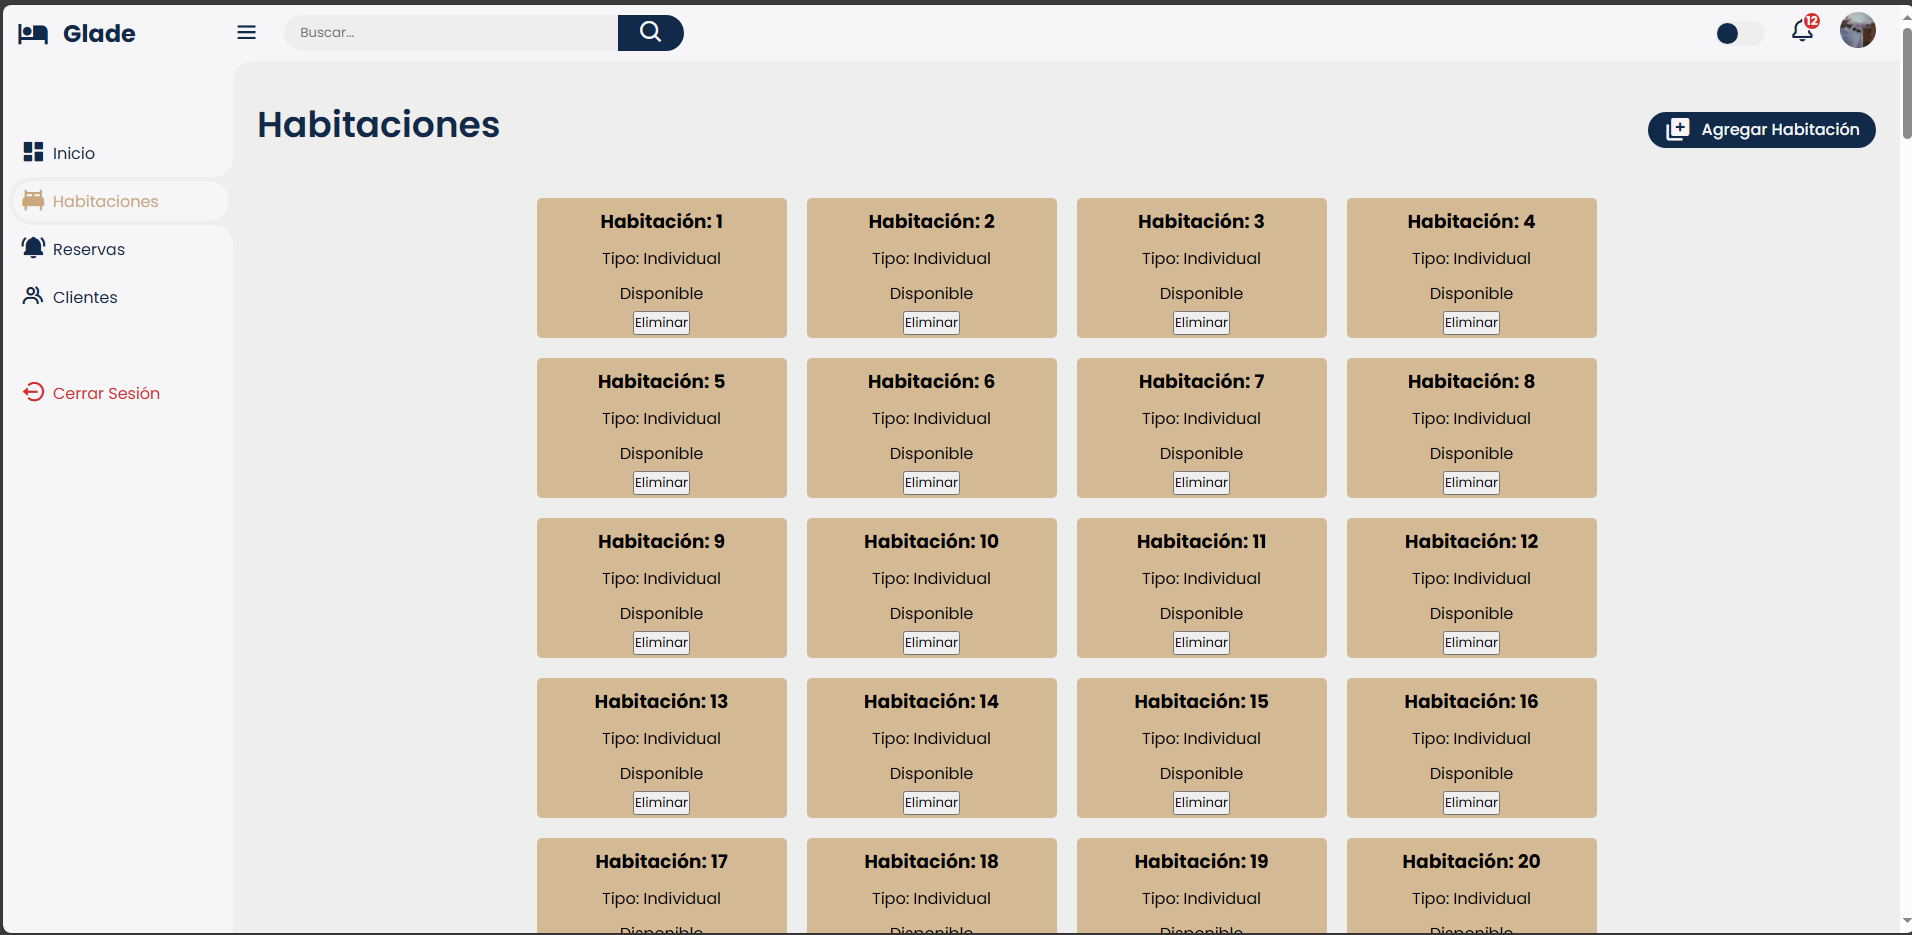 Glade
Buscar...
12
Inicio
Habitaciones
Reservas
Clientes
Cerrar Sesión
Habitaciones
Agregar Habitación
Habitación: 1
Tipo: Individual
Disponible
Eliminar
Habitación: 2
Tipo: Individual
Disponible
Eliminar
Habitación: 3
Tipo: Individual
Disponible
Eliminar
Habitación: 4
Tipo: Individual
Disponible
Eliminar
Habitación: 5
Tipo: Individual
Disponible
Eliminar
Habitación: 6
Tipo: Individual
Disponible
Eliminar
Habitación: 7
Tipo: Individual
Disponible
Eliminar
Habitación: 8
Tipo: Individual
Disponible
Eliminar
Habitación: 9
Tipo: Individual
Disponible
Eliminar
Habitación: 10
Tipo: Individual
Disponible
Eliminar
Habitación: 11
Tipo: Individual
Disponible
Eliminar
Habitación: 12
Tipo: Individual
Disponible
Eliminar
Habitación: 13
Tipo: Individual
Disponible
Eliminar
Habitación: 14
Tipo: Individual
Disponible
Eliminar
Habitación: 15
Tipo: Individual
Disponible
Eliminar
Habitación: 16
Tipo: Individual
Disponible
Eliminar
Habitación: 17
Tipo: Individual
Disponible
Habitación: 18
Tipo: Individual
Disponible
Habitación: 19
Tipo: Individual
Disponible
Habitación: 20
Tipo: Individual
Disponible